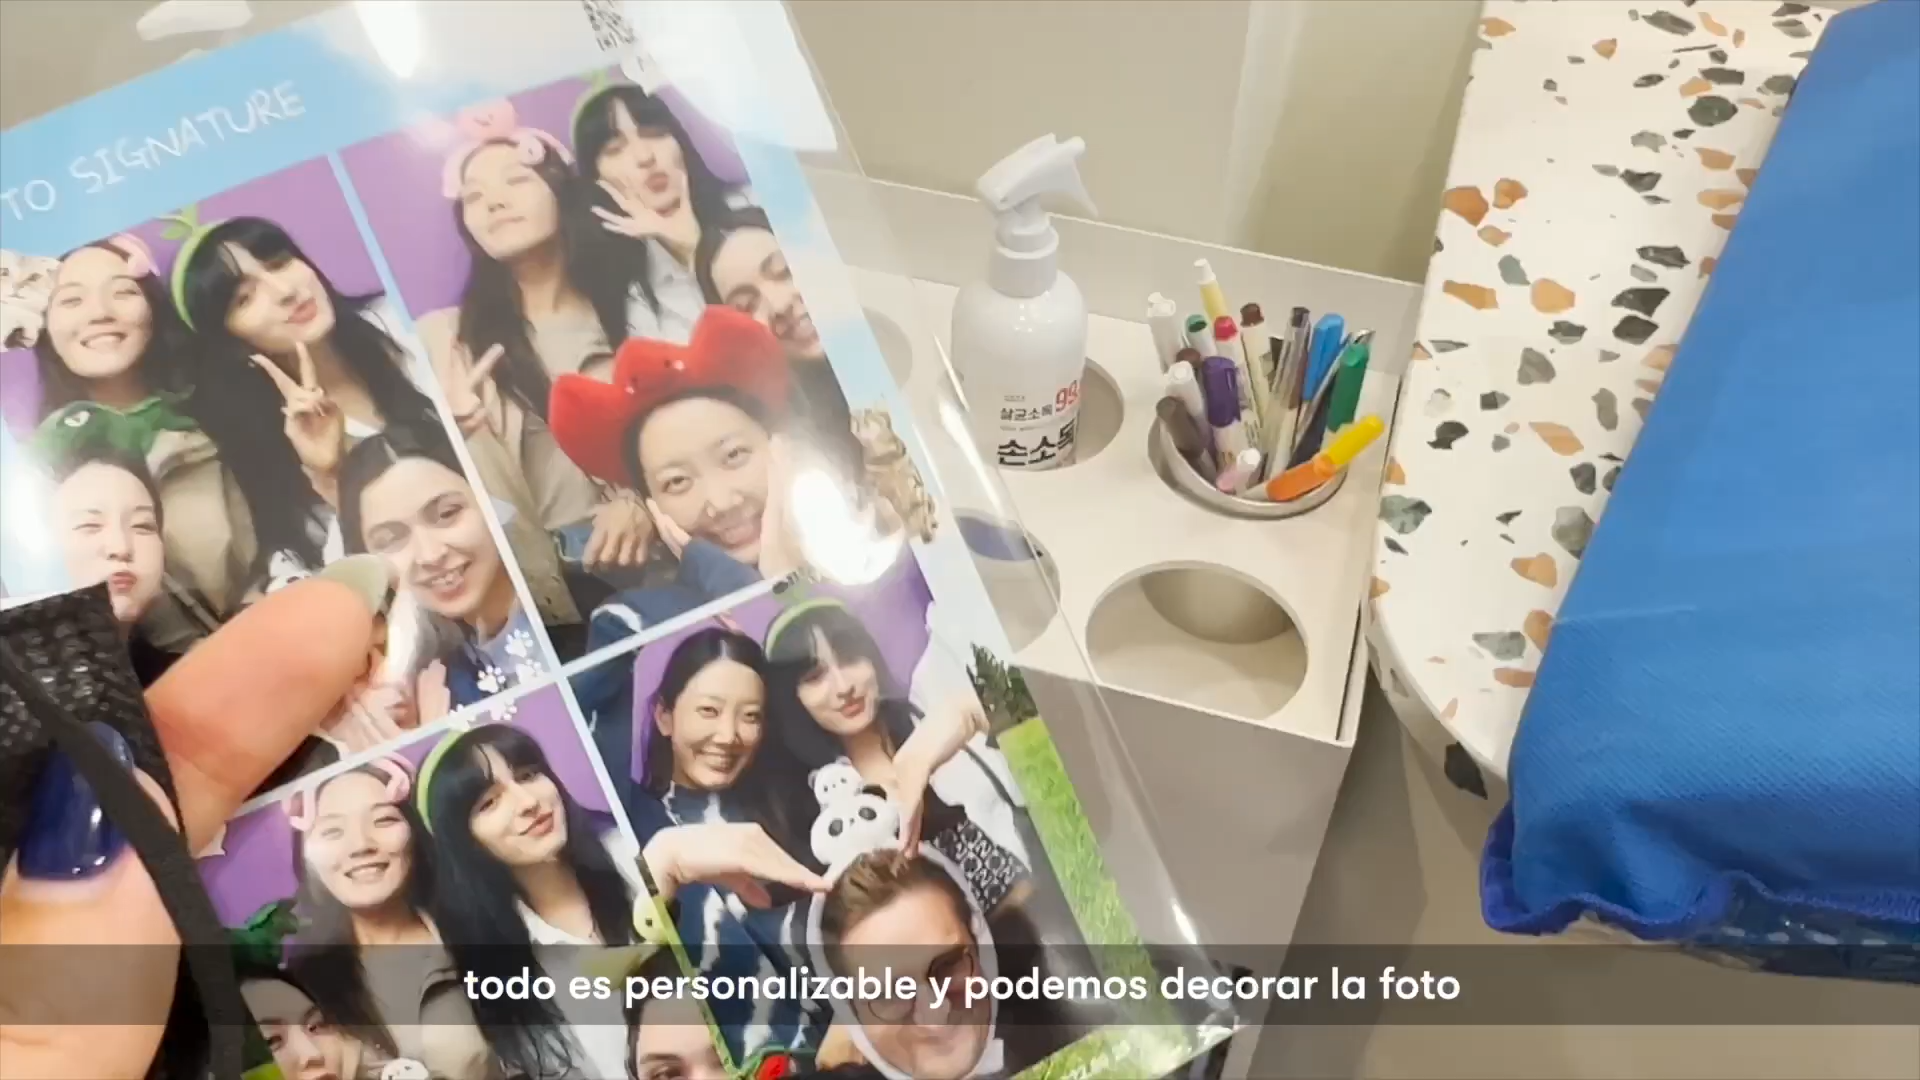 TO SIGNATURE
살균소독 99
손소독
todo es personalizable y podemos decorar la foto